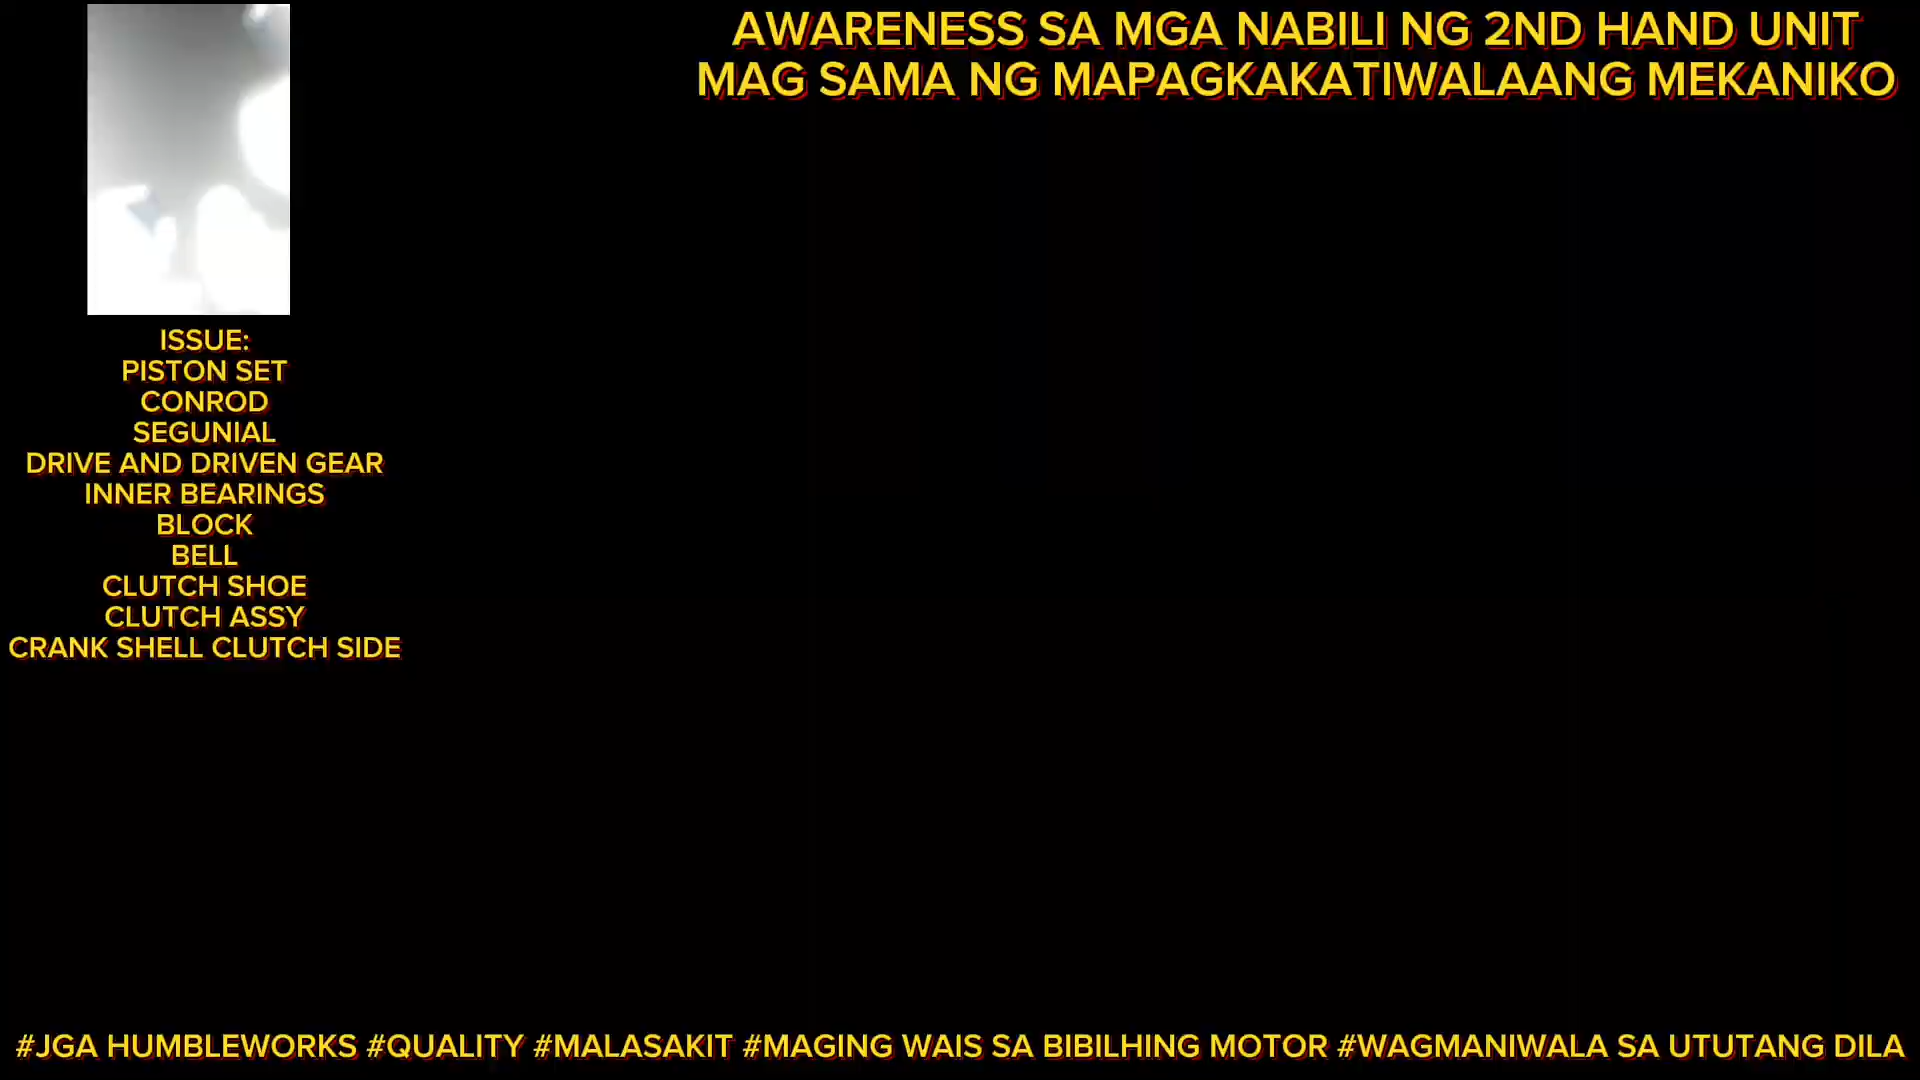 AWARENESS SA MGA NABILI NG 2ND HAND UNIT
MAG SAMA NG MAPAGKAKATIWALAANG MEKANIKO
ISSUE:
PISTON SET
CONROD
SEGUNIAL
DRIVE AND DRIVEN GEAR
INNER BEARINGS
BLOCK
BELL
CLUTCH SHOE
CLUTCH ASSY
CRANK SHELL CLUTCH SIDE
#JGA HUMBLEWORKS #QUALITY #MALASAKIT #MAGING WAIS SA BIBILHING MOTOR #WAGMANIWALA SA UTUTANG DILA